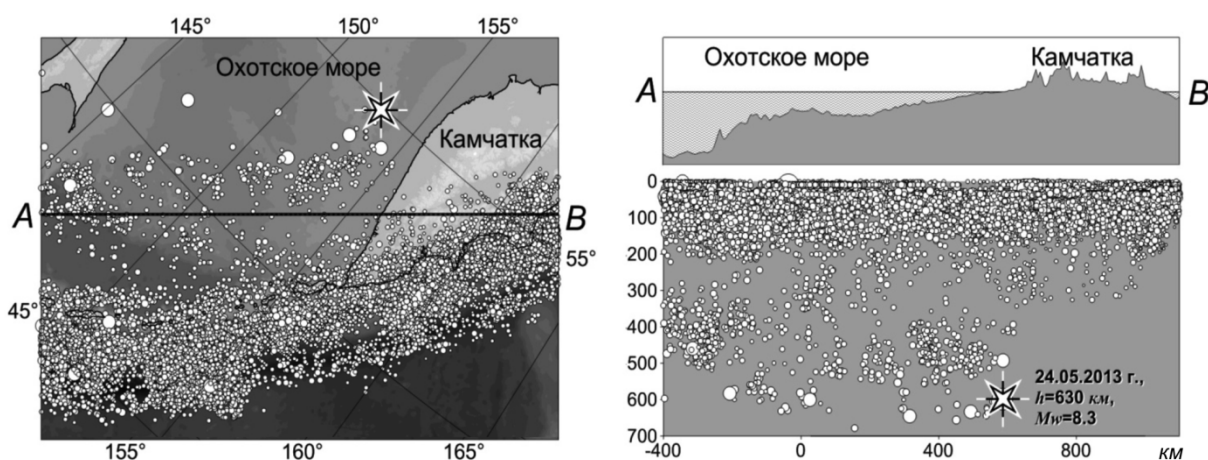 145°
150°
155°
Охотское море
Камчатка
A
B
55°
45°
155°
160°
165°
Охотское море
Камчатка
A
B
0
100
200
300
400
500
600
700
24.05.2013 г.,
h=630 км,
Mw=8.3
-400
0
400
800
км